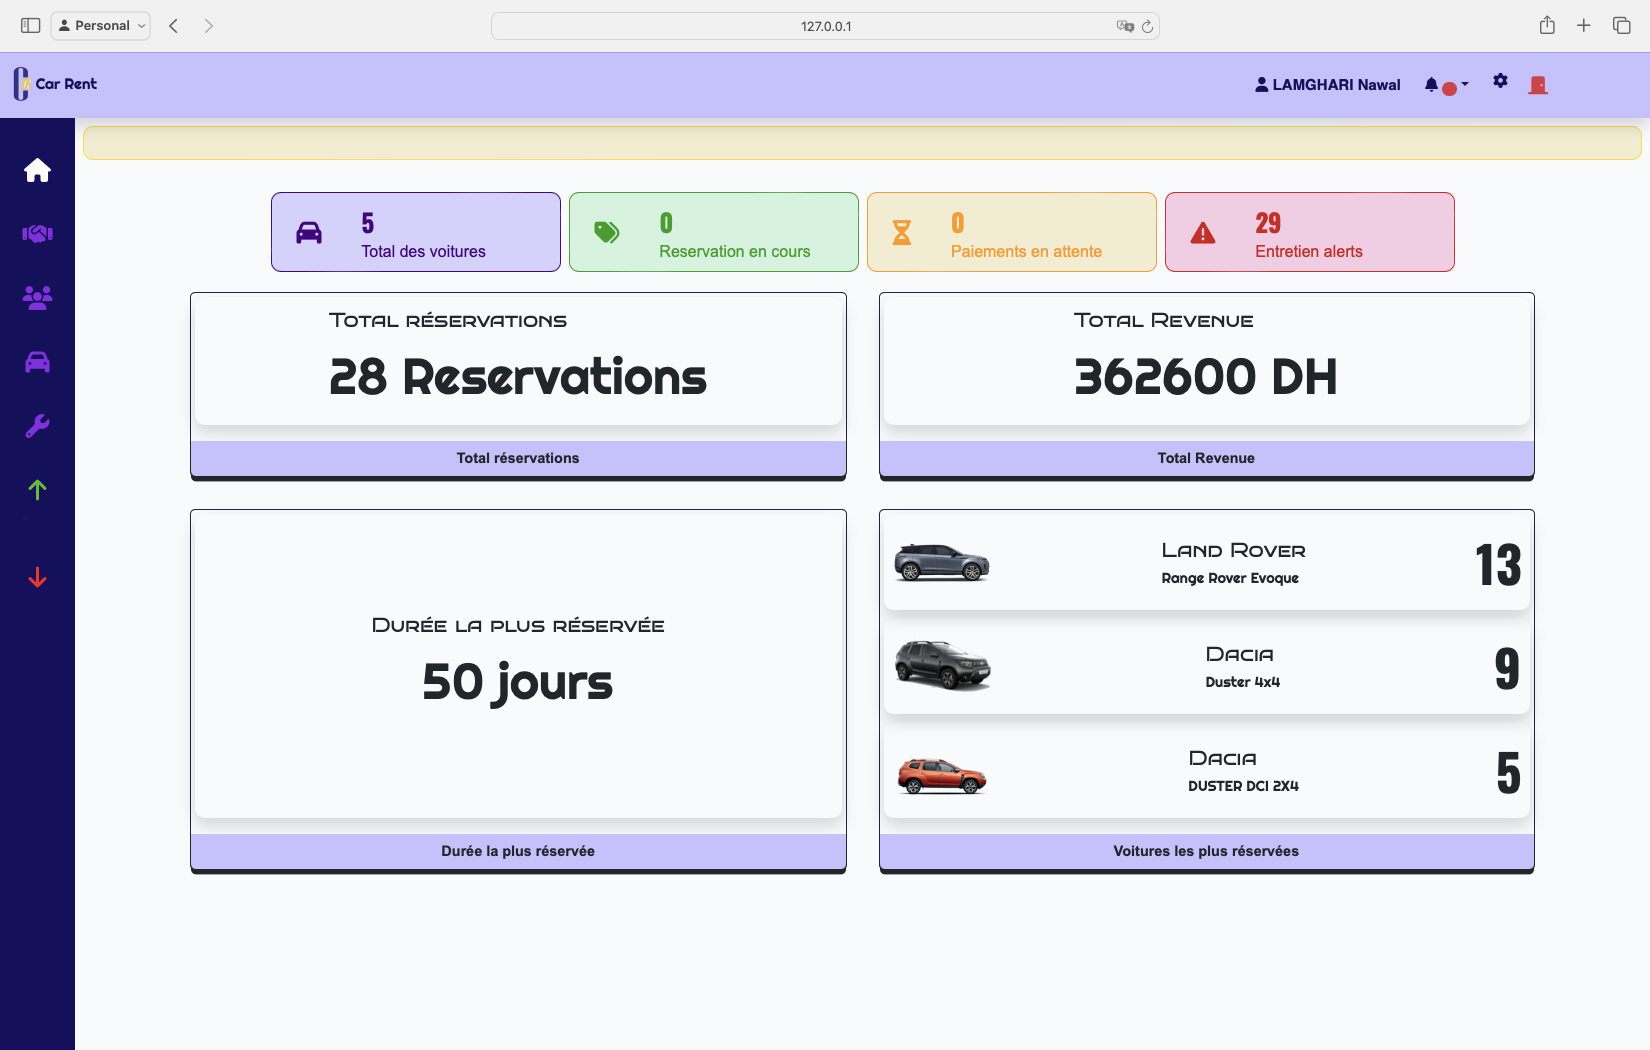 Personal
127.0.0.1
Car Rent
LAMGHARI Nawal
5
Total des voitures
0
Reservation en cours
0
Paiements en attente
29
Entretien alerts
Total réservations
28 Reservations
Total réservations
Total Revenue
362600 DH
Total Revenue
Durée la plus réservée
50 jours
Durée la plus réservée
Land Rover
Range Rover Evoque
13
Dacia
Duster 4x4
9
Dacia
DUSTER DCI 2X4
5
Voitures les plus réservées